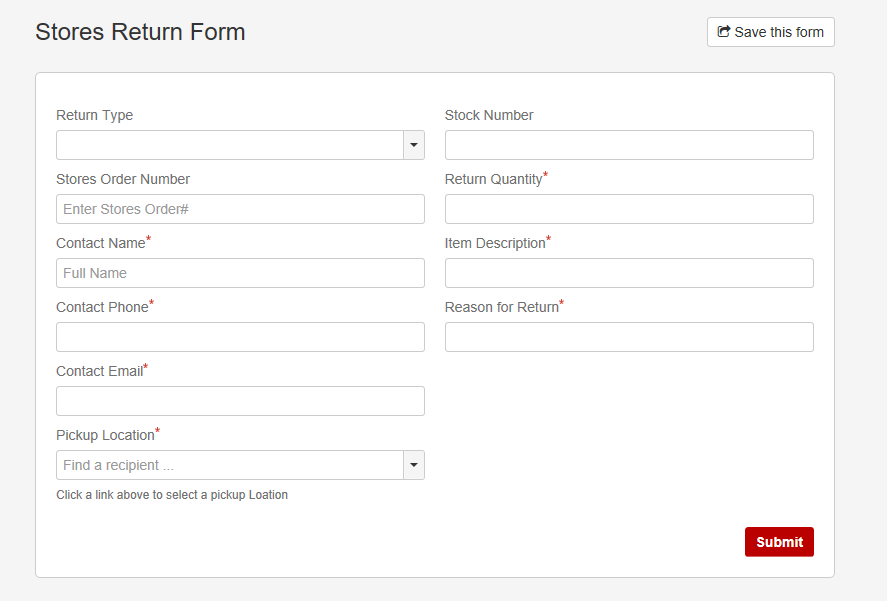 Stores Return Form
Save this form
Return Type
Stock Number
Stores Order Number
Enter Stores Order#
Return Quantity*
Contact Name*
Full Name
Item Description*
Contact Phone*
Reason for Return*
Contact Email*
Pickup Location*
Find a recipient ...
Click a link above to select a pickup Loation
Submit